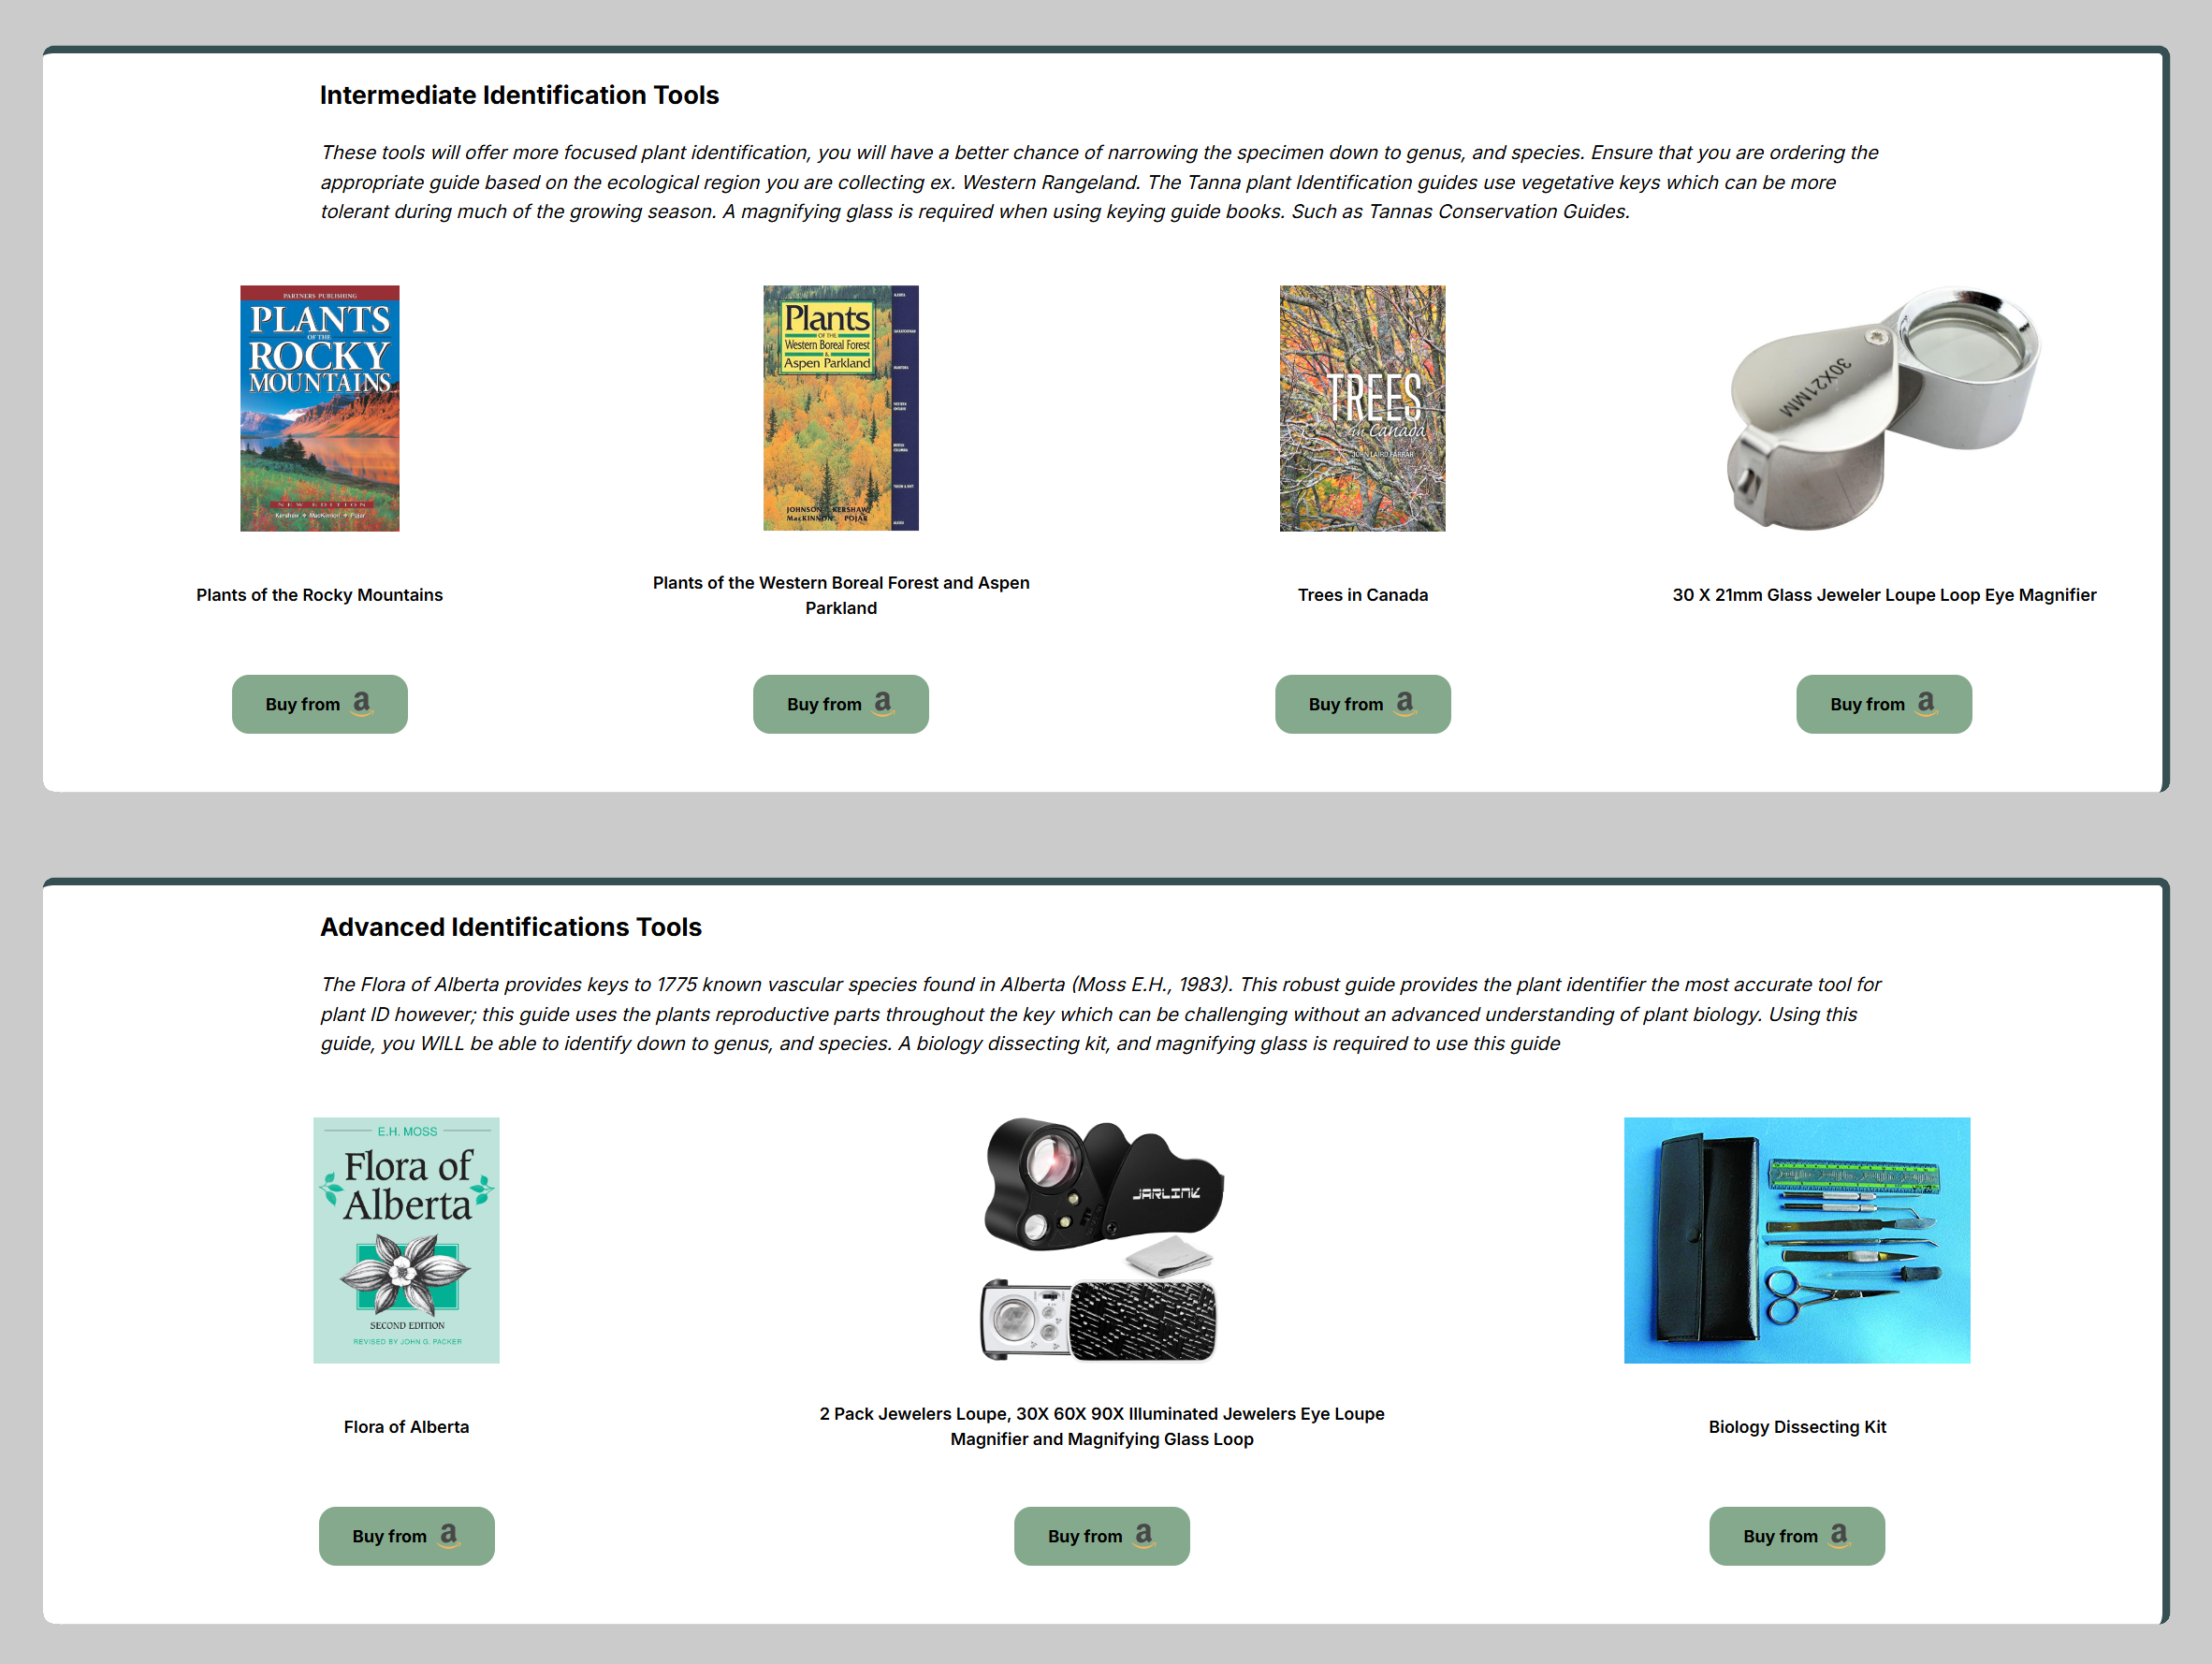 Intermediate Identification Tools
These tools will offer more focused plant identification, you will have a better chance of narrowing the specimen down to genus, and species. Ensure that you are ordering the
appropriate guide based on the ecological region you are collecting ex. Western Rangeland. The Tanna plant Identification guides use vegetative keys which can be more
tolerant during much of the growing season. A magnifying glass is required when using keying guide books. Such as Tannas Conservation Guides.
PARTNERS PUBLISHING
PLANTS
OF THE
ROCKY
MOUNTAINS
NEW EDITION
Kershaw ❖ MacKinnon ❖ Pojar
Plants
OF THE
Western Boreal Forest
&
Aspen Parkland
JOHNSON KERSHAW
MacKINNON POJAR
ALASKA
SASKATCHEWAN
MANITOBA
TREES
in Canada
JOHN LAIRD FARRAR
30X21MM
Plants of the Rocky Mountains
Plants of the Western Boreal Forest and Aspen
Parkland
Trees in Canada
30 X 21mm Glass Jeweler Loupe Loop Eye Magnifier
Buy from a
Buy from a
Buy from a
Buy from a
Advanced Identifications Tools
The Flora of Alberta provides keys to 1775 known vascular species found in Alberta (Moss E.H., 1983). This robust guide provides the plant identifier the most accurate tool for
plant ID however; this guide uses the plants reproductive parts throughout the key which can be challenging without an advanced understanding of plant biology. Using this
guide, you WILL be able to identify down to genus, and species. A biology dissecting kit, and magnifying glass is required to use this guide
E.H. MOSS
Flora of
Alberta
SECOND EDITION
REVISED BY JOHN G. PACKER
JARLINK
Flora of Alberta
2 Pack Jewelers Loupe, 30X 60X 90X Illuminated Jewelers Eye Loupe
Magnifier and Magnifying Glass Loop
Biology Dissecting Kit
Buy from a
Buy from a
Buy from a